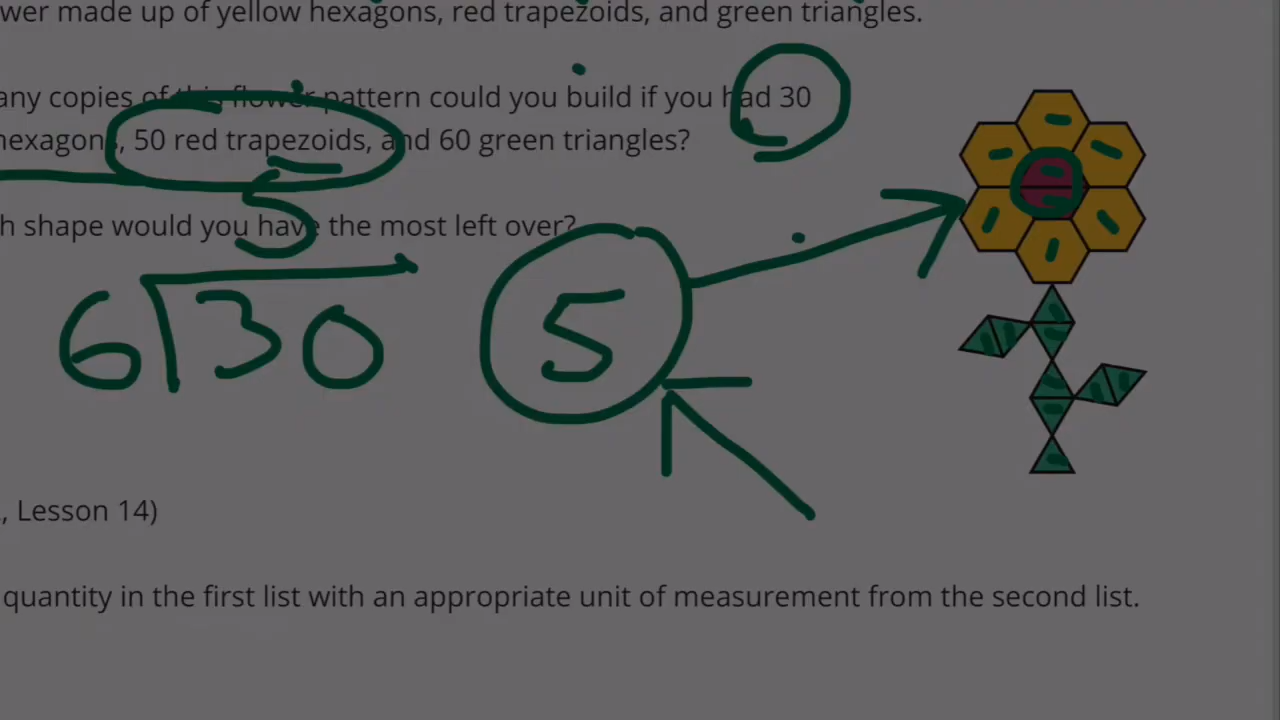 wer made up of yellow hexagons, red trapezoids, and green triangles.
any copies of this flower pattern could you build if you had 30
hexagons, 50 red trapezoids, and 60 green triangles?
5
h shape would you have the most left over?
6 30
5
, Lesson 14)
quantity in the first list with an appropriate unit of measurement from the second list.